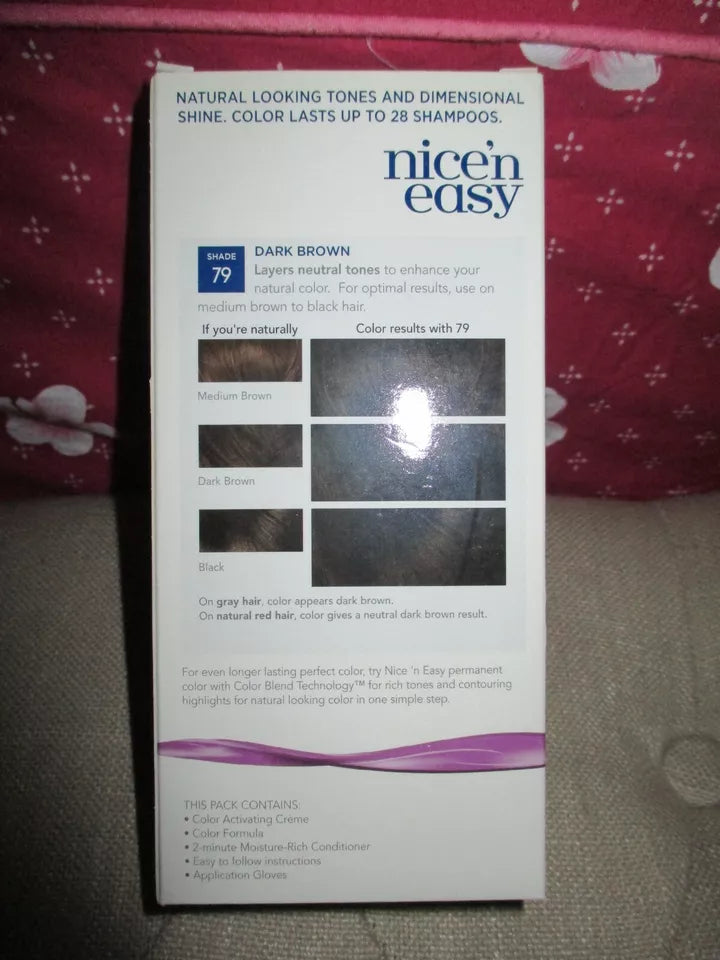 NATURAL LOOKING TONES AND DIMENSIONAL
SHINE. COLOR LASTS UP TO 28 SHAMPOOS.
nice'n
easy
SHADE
79
DARK BROWN
Layers neutral tones to enhance your
natural color. For optimal results, use on
medium brown to black hair.
If you're naturally
Color results with 79
Medium Brown
Dark Brown
Black
On gray hair, color appears dark brown.
On natural red hair, color gives a neutral dark brown result.
For even longer lasting perfect color, try Nice 'n Easy permanent
color with Color Blend Technology™ for rich tones and contouring
highlights for natural looking color in one simple step.
THIS PACK CONTAINS:
• Color Activating Crème
• Color Formula
• 2-minute Moisture-Rich Conditioner
• Easy to follow instructions
• Application Gloves